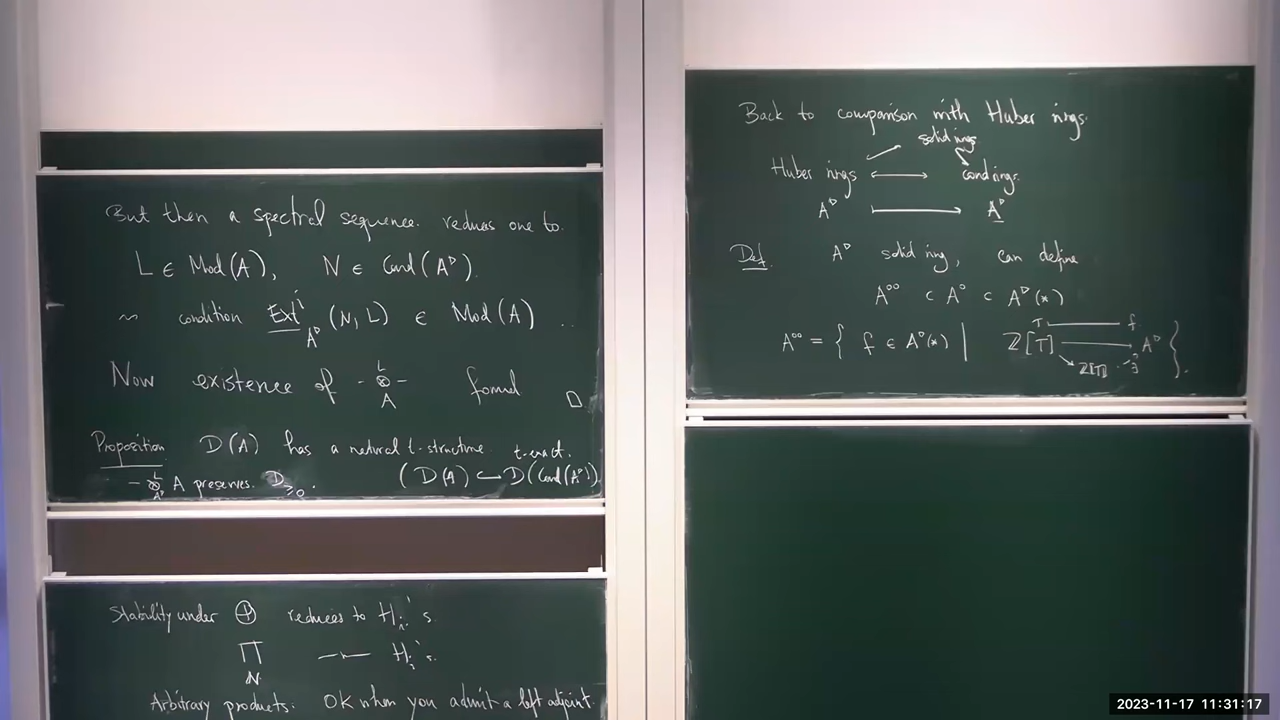 But then a spectral sequence reduces one to.
L ∈ Mod(A), N ∈ Cond(A▷).
~ condition Ext^i_{A▷} (N, L) ∈ Mod(A) ..
Now existence of - ⊗^L_A - formal □
Proposition D(A) has a natural t-structure t-exact.
- ⊗^L_{A▷} A preserves D_{≥0}. (D(A) ↪ D(Cond(A▷)).
Stability under ⊕ reduces to H_i's.
∏_N —〃— H_i's.
Arbitrary products: OK when you admit a left adjoint.
Back to comparison with Huber rings.
solid rings
Huber rings ↔ cond rings.
A▷ ↦ A▷
Def. A▷ solid ring, can define
A°° ⊂ A° ⊂ A▷(*)
A°° = { f ∈ A▷(*) | Z[T] → A▷ }.
T ↦ f
Z[[T]] ∃
2023-11-17 11:31:17